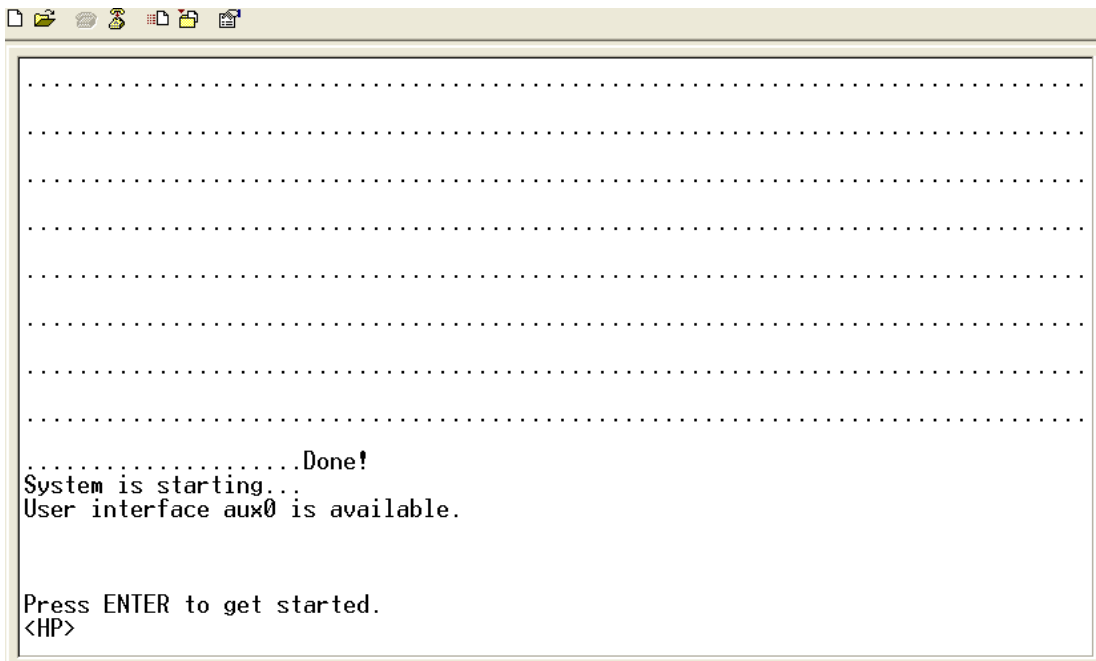 ................................................................................
................................................................................
................................................................................
................................................................................
................................................................................
................................................................................
................................................................................
................................................................................
.....................Done!
System is starting...
User interface aux0 is available.
Press ENTER to get started.
<HP>